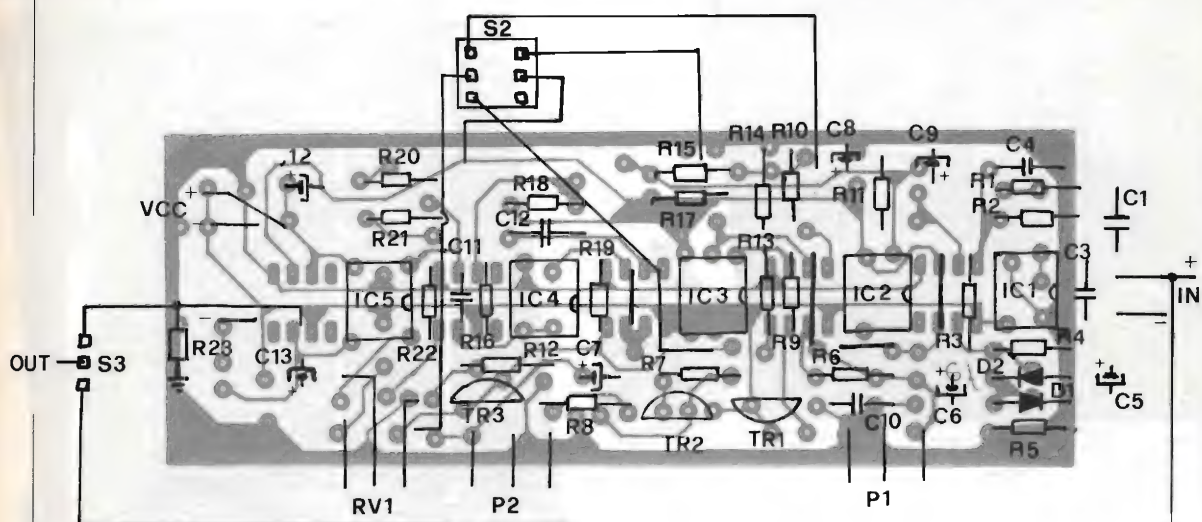 S2
R14
R10
C8
C9
R15
C4
.12
R20
R1
R18
R11
R2
C1
VCC
+
R17
R21
C12
C11
R13
C3
R19
+
IC5
IC4
IC3
IC2
IC1
IN
-
-
R23
R3
R4
OUT
S3
C13
R22
R16
R12
C7
R7
R9
R6
D2
D1
C5
+
TR3
R8
TR2
TR1
C10
C6
R5
RV1
P2
P1